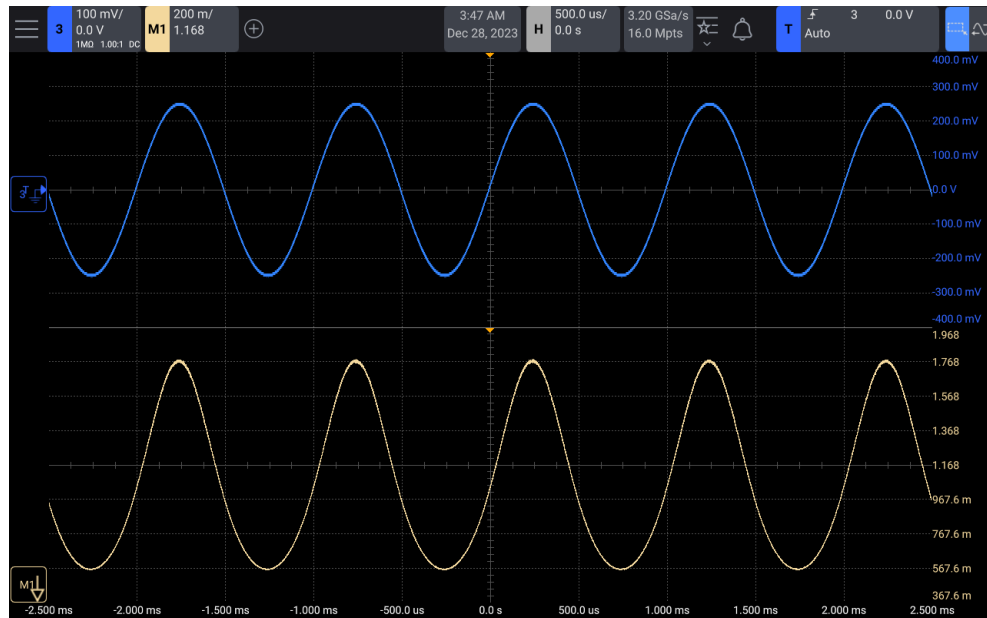 3
100 mV/
0.0 V
1MΩ 1.00:1 DC
M1
200 m/
1.168
3:47 AM
Dec 28, 2023
H
500.0 us/
0.0 s
3.20 GSa/s
16.0 Mpts
T
3 0.0 V
Auto
400.0 mV
300.0 mV
200.0 mV
100.0 mV
0.0 V
-100.0 mV
-200.0 mV
-300.0 mV
-400.0 mV
3
T
1.968
1.768
1.568
1.368
1.168
967.6 m
767.6 m
567.6 m
367.6 m
M1
-2.500 ms -2.000 ms -1.500 ms -1.000 ms -500.0 us 0.0 s 500.0 us 1.000 ms 1.500 ms 2.000 ms 2.500 ms